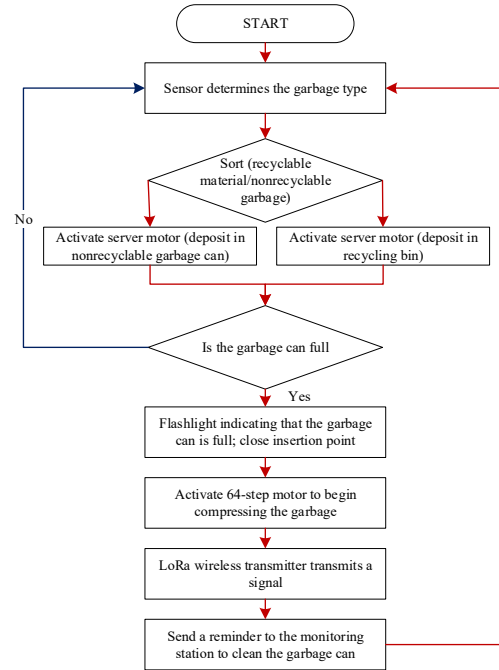 START
Sensor determines the garbage type
Sort (recyclable
material/nonrecyclable
garbage)
No
Activate server motor (deposit in
nonrecyclable garbage can)
Activate server motor (deposit in
recycling bin)
Is the garbage can full
Yes
Flashlight indicating that the garbage
can is full; close insertion point
Activate 64-step motor to begin
compressing the garbage
LoRa wireless transmitter transmits a
signal
Send a reminder to the monitoring
station to clean the garbage can